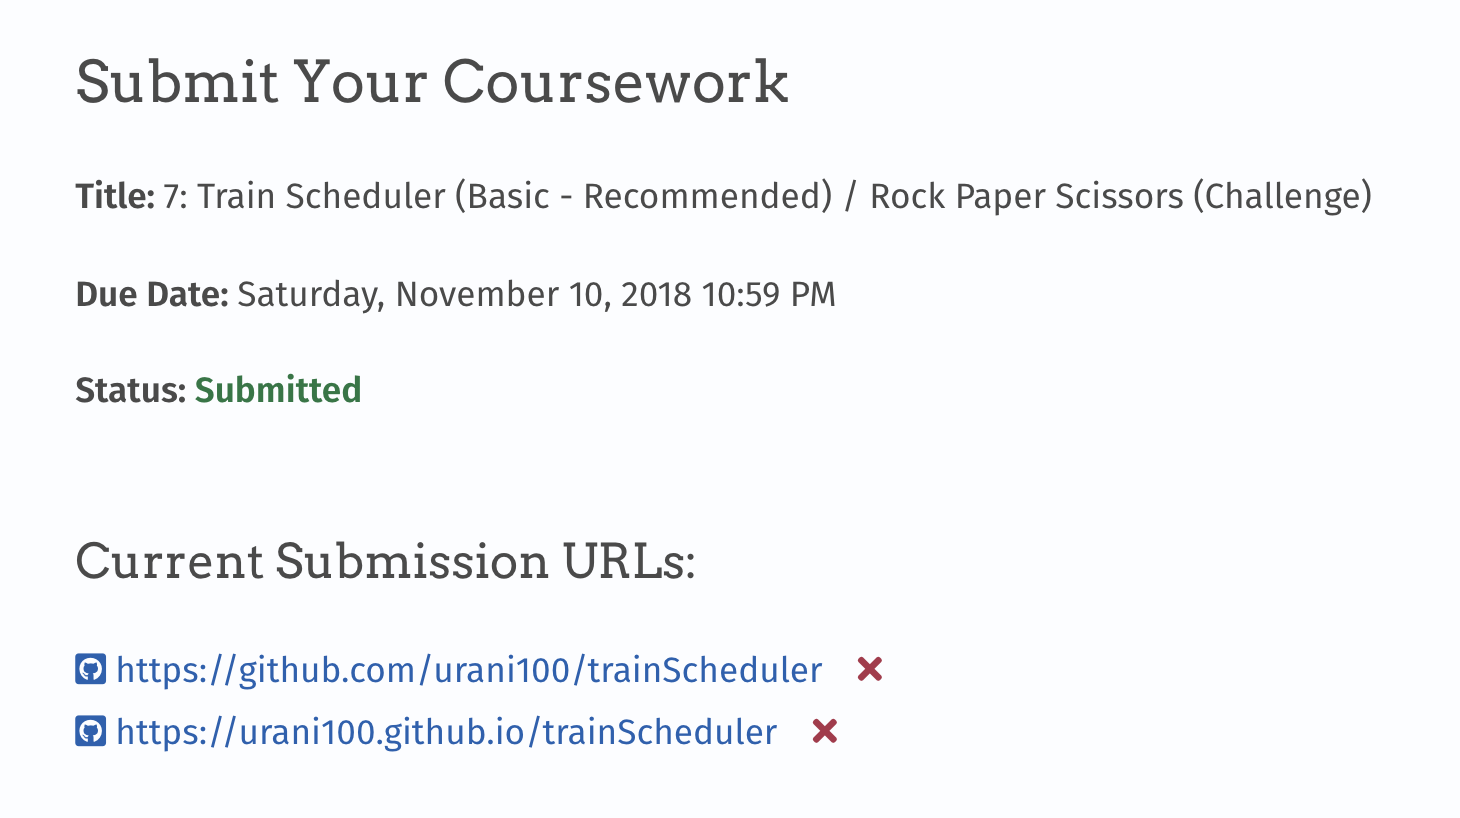 Submit Your Coursework
Title: 7: Train Scheduler (Basic - Recommended) / Rock Paper Scissors (Challenge)
Due Date: Saturday, November 10, 2018 10:59 PM
Status: Submitted
Current Submission URLs:
https://github.com/urani100/trainScheduler
https://urani100.github.io/trainScheduler